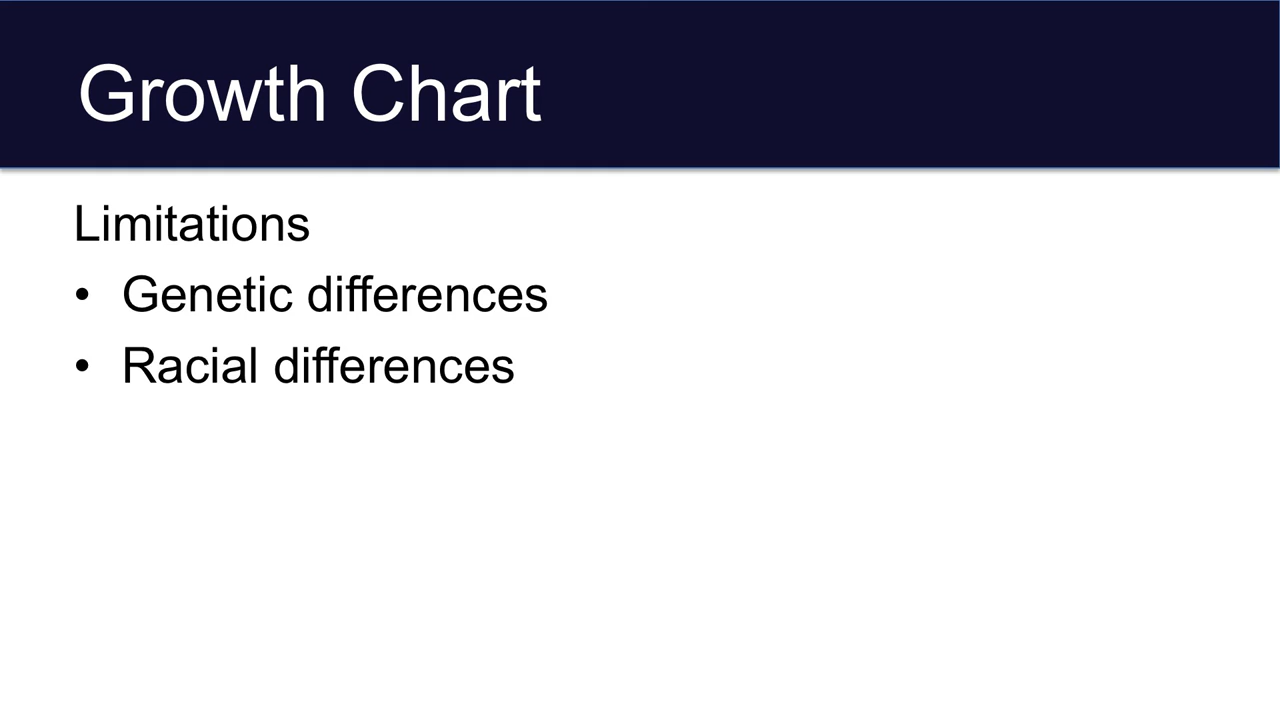 Growth Chart
Limitations
• Genetic differences
• Racial differences